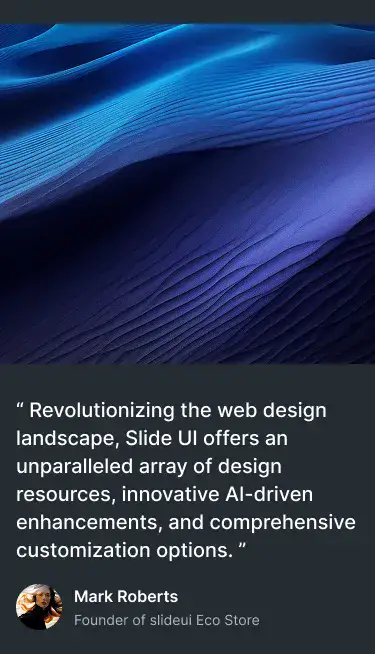 “ Revolutionizing the web design
landscape, Slide UI offers an
unparalleled array of design
resources, innovative AI-driven
enhancements, and comprehensive
customization options. ”
Mark Roberts
Founder of slideui Eco Store